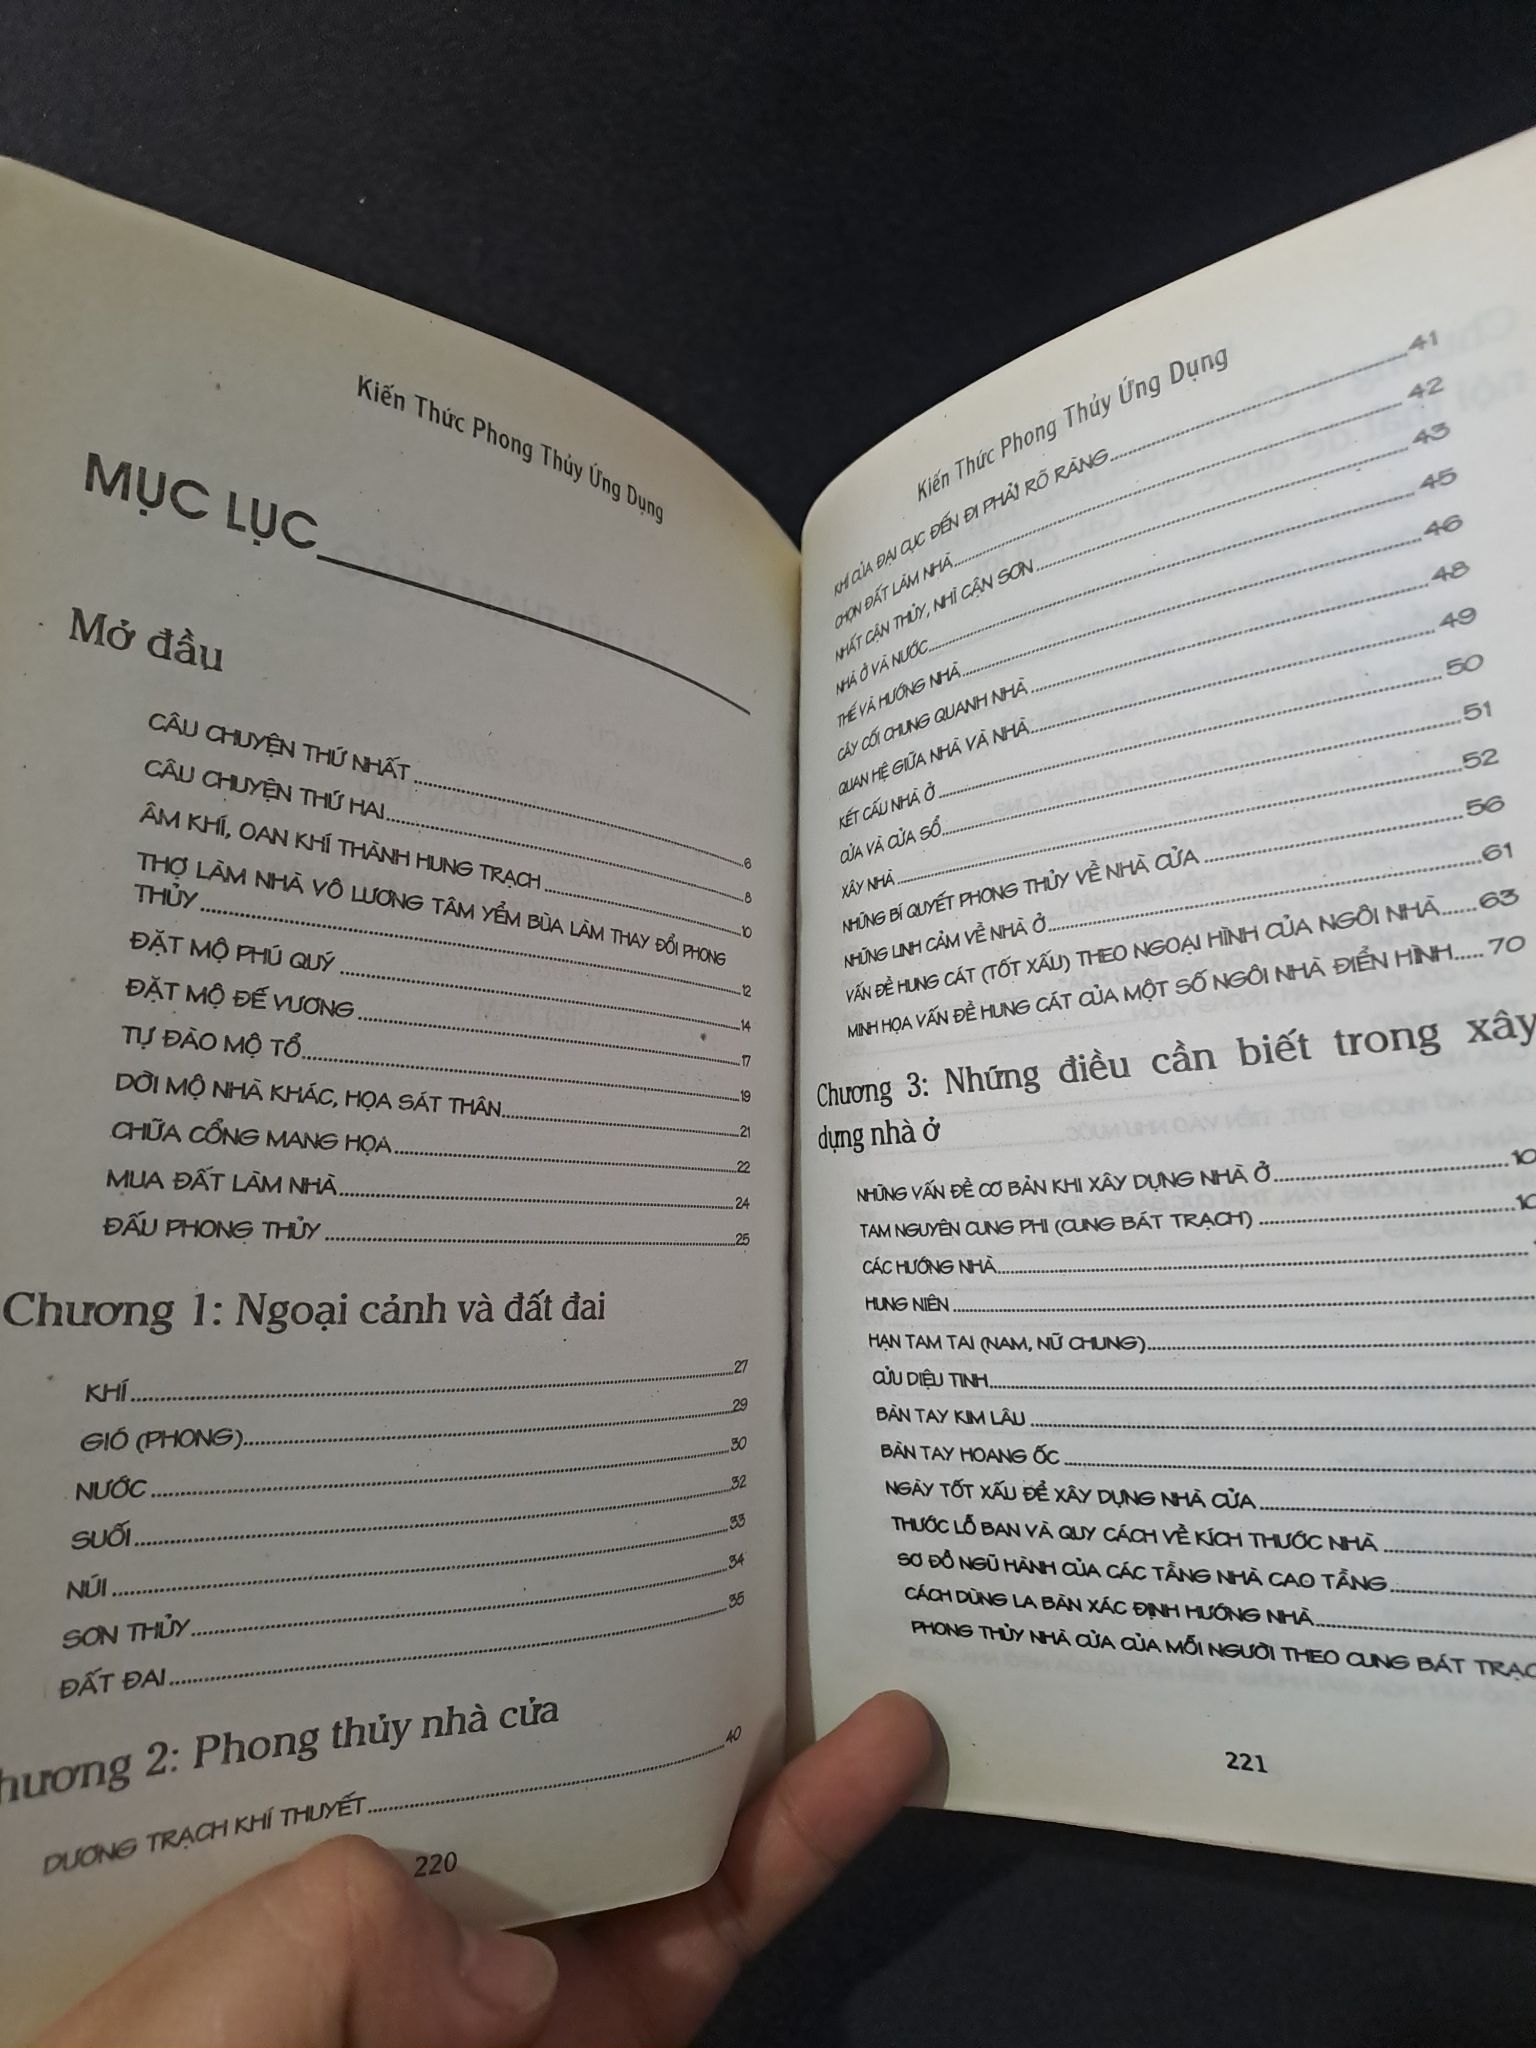 Kiến Thức Phong Thủy Ứng Dụng
MỤC LỤC
Mở đầu
CÂU CHUYỆN THỨ NHẤT 6
CÂU CHUYỆN THỨ HAI 8
ÂM KHÍ, OAN KHÍ THÀNH HUNG TRẠCH 10
THỢ LÀM NHÀ VÔ LƯƠNG TÂM YỂM BÙA LÀM THAY ĐỔI PHONG
THỦY 12
ĐẶT MỘ PHÚ QUÝ 14
ĐẶT MỘ ĐẾ VƯƠNG 17
TỰ ĐÀO MỘ TỔ 19
DỜI MỘ NHÀ KHÁC, HỌA SÁT THÂN 21
CHỮA CỔNG MANG HỌA 22
MUA ĐẤT LÀM NHÀ 24
ĐẤU PHONG THỦY 25
Chương 1: Ngoại cảnh và đất đai
KHÍ 27
GIÓ (PHONG) 29
NƯỚC 30
SUỐI 32
NÚI 33
SƠN THỦY 34
ĐẤT ĐAI 35
hương 2: Phong thủy nhà cửa
DƯƠNG TRẠCH KHÍ THUYẾT 40
220
Kiến Thức Phong Thủy Ứng Dụng
KHÍ CỦA ĐẠI CỤC ĐẾN ĐI PHẢI RÕ RÀNG 41
CHỌN ĐẤT LÀM NHÀ 42
NHẤT CẬN THỦY, NHÌ CẬN SƠN 43
NHÀ Ở VÀ NƯỚC 45
THẾ VÀ HƯỚNG NHÀ 46
CÂY CỐI CHUNG QUANH NHÀ 48
QUAN HỆ GIỮA NHÀ VÀ NHÀ 49
KẾT CẤU NHÀ Ở 50
CỬA VÀ CỬA SỔ 51
XÂY NHÀ 52
NHỮNG BÍ QUYẾT PHONG THỦY VỀ NHÀ CỬA 56
NHỮNG LINH CẢM VỀ NHÀ Ở 61
VẤN ĐỀ HUNG CÁT (TỐT XẤU) THEO NGOẠI HÌNH CỦA NGÔI NHÀ 63
MINH HỌA VẤN ĐỀ HUNG CÁT CỦA MỘT SỐ NGÔI NHÀ ĐIỂN HÌNH 70
Chương 3: Những điều cần biết trong xây
dựng nhà ở
NHỮNG VẤN ĐỀ CƠ BẢN KHI XÂY DỰNG NHÀ Ở
TAM NGUYÊN CUNG PHI (CUNG BÁT TRẠCH)
CÁC HƯỚNG NHÀ
HUNG NIÊN
HẠN TAM TAI (NAM, NỮ CHUNG)
CỬU DIỆU TINH
BÀN TAY KIM LÂU
BÀN TAY HOANG ỐC
NGÀY TỐT XẤU ĐỂ XÂY DỰNG NHÀ CỬA
THƯỚC LỖ BAN VÀ QUY CÁCH VỀ KÍCH THƯỚC NHÀ
SƠ ĐỒ NGŨ HÀNH CỦA CÁC TẦNG NHÀ CAO TẦNG
CÁCH DÙNG LA BÀN XÁC ĐỊNH HƯỚNG NHÀ
PHONG THỦY NHÀ CỬA CỦA MỖI NGƯỜI THEO CUNG BÁT TRẠC
221